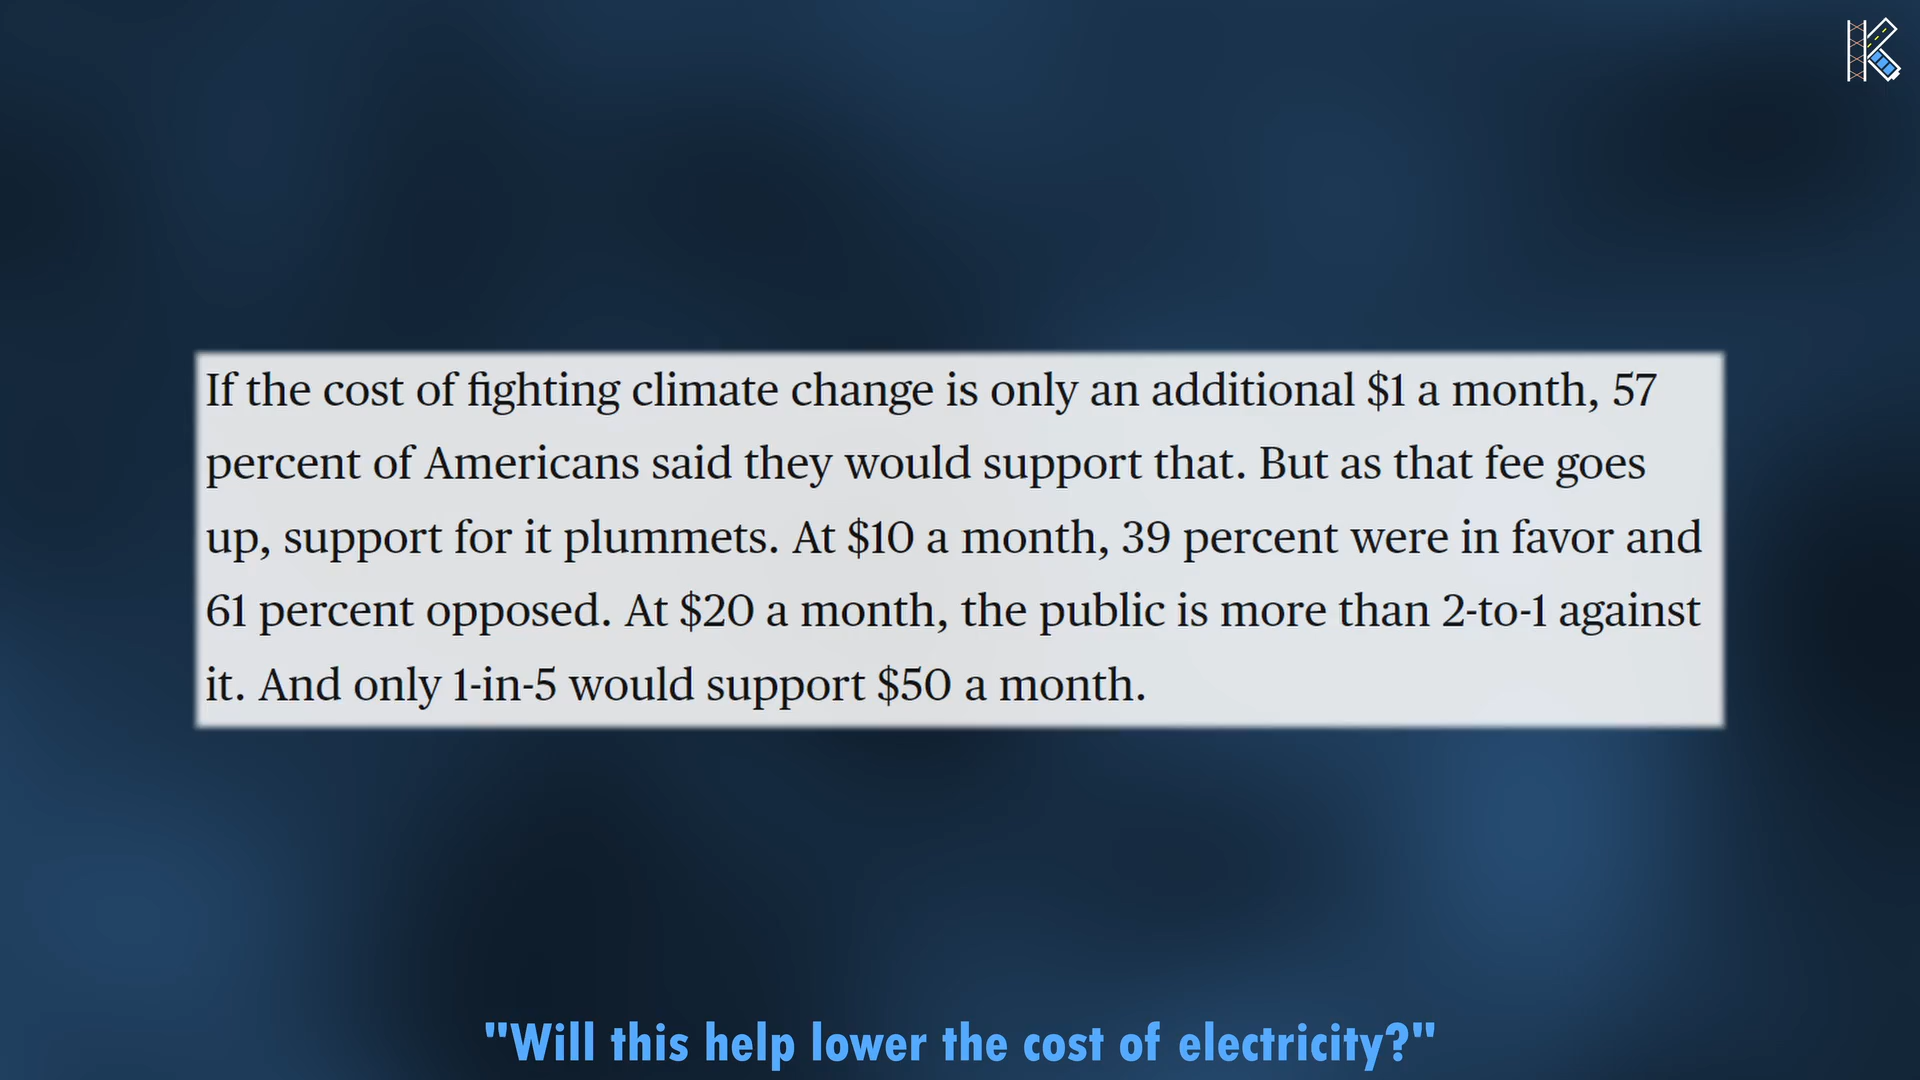 If the cost of fighting climate change is only an additional $1 a month, 57
percent of Americans said they would support that. But as that fee goes
up, support for it plummets. At $10 a month, 39 percent were in favor and
61 percent opposed. At $20 a month, the public is more than 2-to-1 against
it. And only 1-in-5 would support $50 a month.
"Will this help lower the cost of electricity?"